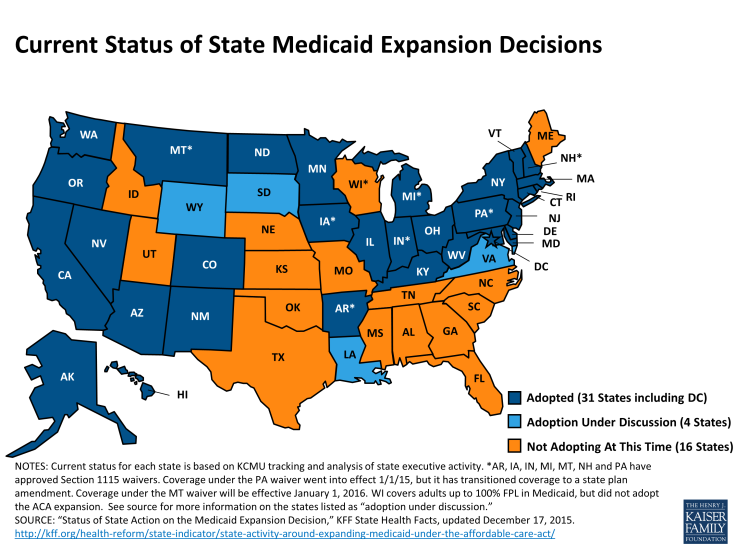 Current Status of State Medicaid Expansion Decisions
WA
MT*
ND
MN
VT
ME
NH*
OR
ID
WY
SD
WI*
MI*
NY
MA
RI
CT
NV
UT
CO
NE
IA*
IL
IN*
OH
PA*
NJ
DE
MD
WV
VA
DC
CA
KS
MO
KY
NC
AZ
NM
OK
AR*
TN
SC
TX
LA
MS
AL
GA
FL
AK
HI
Adopted (31 States including DC)
Adoption Under Discussion (4 States)
Not Adopting At This Time (16 States)
NOTES: Current status for each state is based on KCMU tracking and analysis of state executive activity. *AR, IA, IN, MI, MT, NH and PA have
approved Section 1115 waivers. Coverage under the PA waiver went into effect 1/1/15, but it has transitioned coverage to a state plan
amendment. Coverage under the MT waiver will be effective January 1, 2016. WI covers adults up to 100% FPL in Medicaid, but did not adopt
the ACA expansion. See source for more information on the states listed as “adoption under discussion.”
SOURCE: “Status of State Action on the Medicaid Expansion Decision,” KFF State Health Facts, updated December 17, 2015.
http://kff.org/health-reform/state-indicator/state-activity-around-expanding-medicaid-under-the-affordable-care-act/
THE HENRY J.
KAISER
FAMILY
FOUNDATION